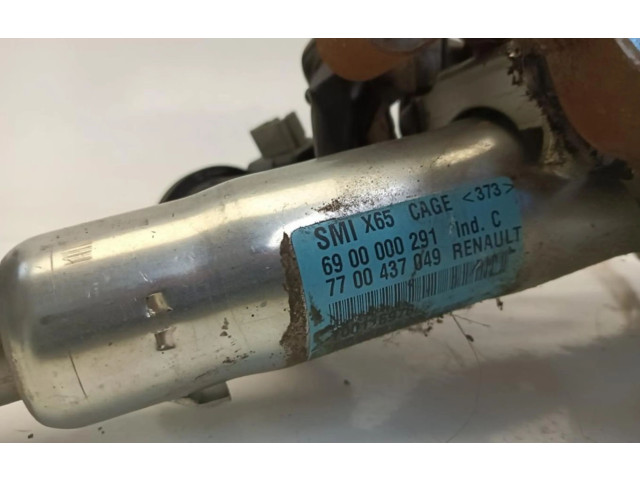 SMI X65 CAGE <373>
69 00 000 291 Ind. C
77 00 437 049 RENAULT